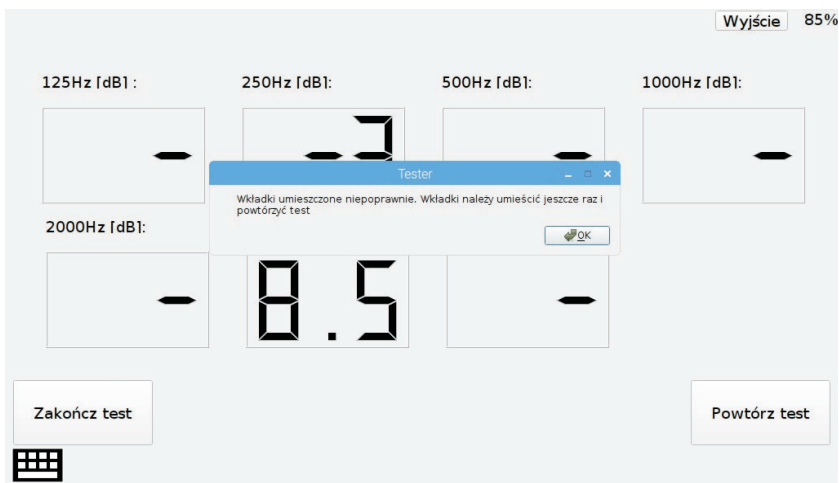 Wyjście 85%
125Hz [dB] : 250Hz [dB]: 500Hz [dB]: 1000Hz [dB]:
- - -
Tester
Wkładki umieszczone niepoprawnie. Wkładki należy umieścić jeszcze raz i
powtórzyć test
OK
2000Hz [dB]:
- 8.5 -
Zakończ test Powtórz test